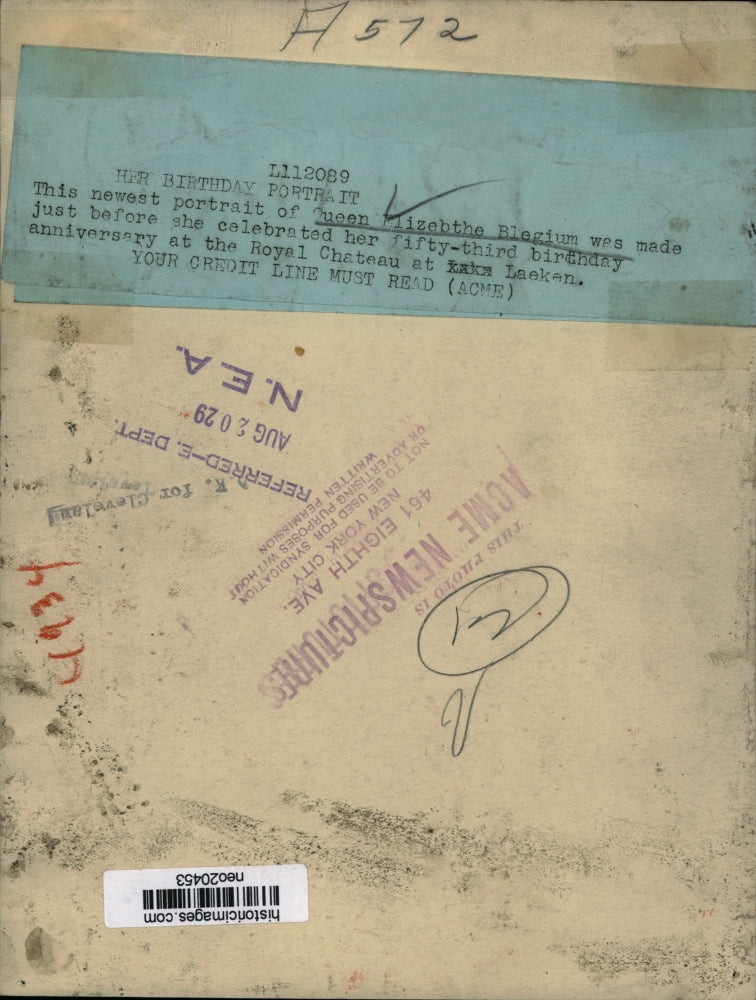 A 572
L112089
HER BIRTHDAY PORTRAIT
This newest portrait of Queen Elizebthe Blegium was made
just before she celebrated her fifty-third birthday
anniversary at the Royal Chateau at Laeken.
YOUR CREDIT LINE MUST READ (ACME)
N.E.A.
AUG 20 29
REFERRED-E. DEPT.
R. for Cleveland
THIS PHOTO IS
ACME NEWSPICTURES
461 EIGHTH AVE.
NEW YORK CITY
NOT TO BE USED FOR SYNDICATION
OR ADVERTISING PURPOSES WITHOUT
WRITTEN PERMISSION
historicimages.com
neo20453